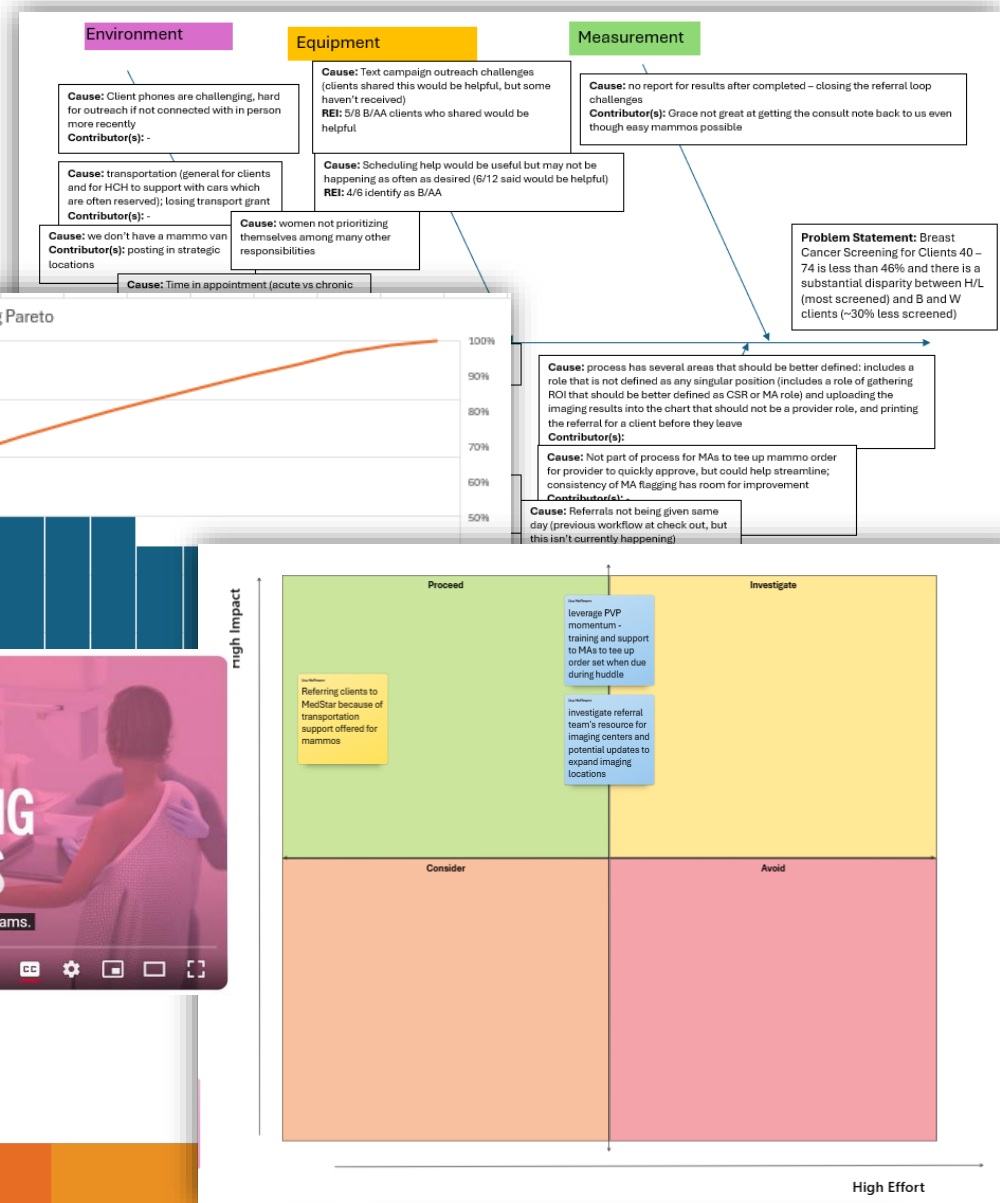 Environment
Equipment
Measurement
Cause: Client phones are challenging, hard
for outreach if not connected with in person
more recently
Contributor(s): -
Cause: transportation (general for clients
and for HCH to support with cars which
are often reserved); losing transport grant
Contributor(s): -
Cause: we don't have a mammo van
Contributor(s): posting in strategic
locations
Cause: Time in appointment (acute vs chronic
Cause: Text campaign outreach challenges
(clients shared this would be helpful, but some
haven't received)
REI: 5/8 B/AA clients who shared would be
helpful
Cause: Scheduling help would be useful but may not be
happening as often as desired (6/12 said would be helpful)
REI: 4/6 identify as B/AA
Cause: women not prioritizing
themselves among many other
responsibilities
Cause: no report for results after completed – closing the referral loop
challenges
Contributor(s): Grace not great at getting the consult note back to us even
though easy mammos possible
Problem Statement: Breast
Cancer Screening for Clients 40 –
74 is less than 46% and there is a
substantial disparity between H/L
(most screened) and B and W
clients (~30% less screened)
Cause: process has several areas that should be better defined: includes a
role that is not defined as any singular position (includes a role of gathering
ROI that should be better defined as CSR or MA role) and uploading the
imaging results into the chart that should not be a provider role, and printing
the referral for a client before they leave
Contributor(s):
Cause: Not part of process for MAs to tee up mammo order
for provider to quickly approve, but could help streamline;
consistency of MA flagging has room for improvement
Contributor(s): -
Cause: Referrals not being given same
day (previous workflow at check out, but
this isn't currently happening)
Pareto
100%
90%
80%
70%
60%
50%
High Impact
Proceed
Investigate
leverage PVP
momentum -
training and support
to MAs to tee up
order set when due
during huddle
Referring clients to
MedStar because of
transportation
support offered for
mammos
investigate referral
team's resource for
imaging centers and
potential updates to
expand imaging
locations
Consider
Avoid
High Effort
ams.
CC